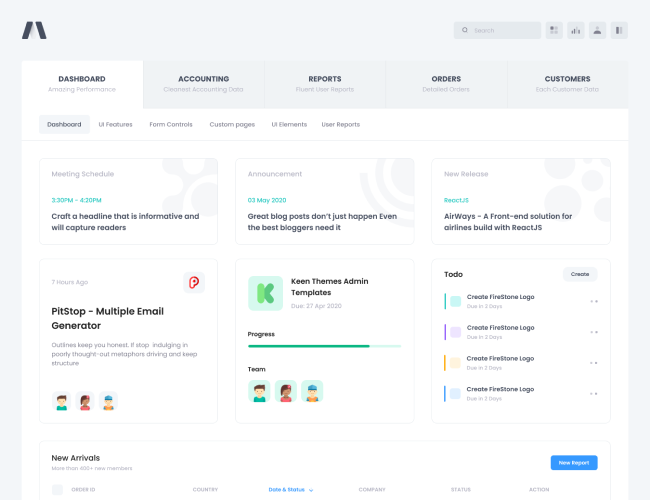 Search
DASHBOARD
Amazing Performance
ACCOUNTING
Cleanest Accounting Data
REPORTS
Fluent User Reports
ORDERS
Detailed Orders
CUSTOMERS
Each Customer Data
Dashboard
UI Features
Form Controls
Custom pages
UI Elements
User Reports
Meeting Schedule
3:30PM - 4:20PM
Craft a headline that is informative and
will capture readers
Announcement
03 May 2020
Great blog posts don't just happen Even
the best bloggers need it
New Release
ReactJS
AirWays - A Front-end solution for
airlines build with ReactJS
7 Hours Ago
PitStop - Multiple Email
Generator
Outlines keep you honest. If stop indulging in
poorly thought-out metaphors driving and keep
structure
Keen Themes Admin
Templates
Due: 27 Apr 2020
Progress
Team
Todo
Create
Create FireStone Logo
Due in 2 Days
Create FireStone Logo
Due in 2 Days
Create FireStone Logo
Due in 2 Days
Create FireStone Logo
Due in 2 Days
New Arrivals
More than 400+ new members
New Report
ORDER ID
COUNTRY
Date & Status
COMPANY
STATUS
ACTION